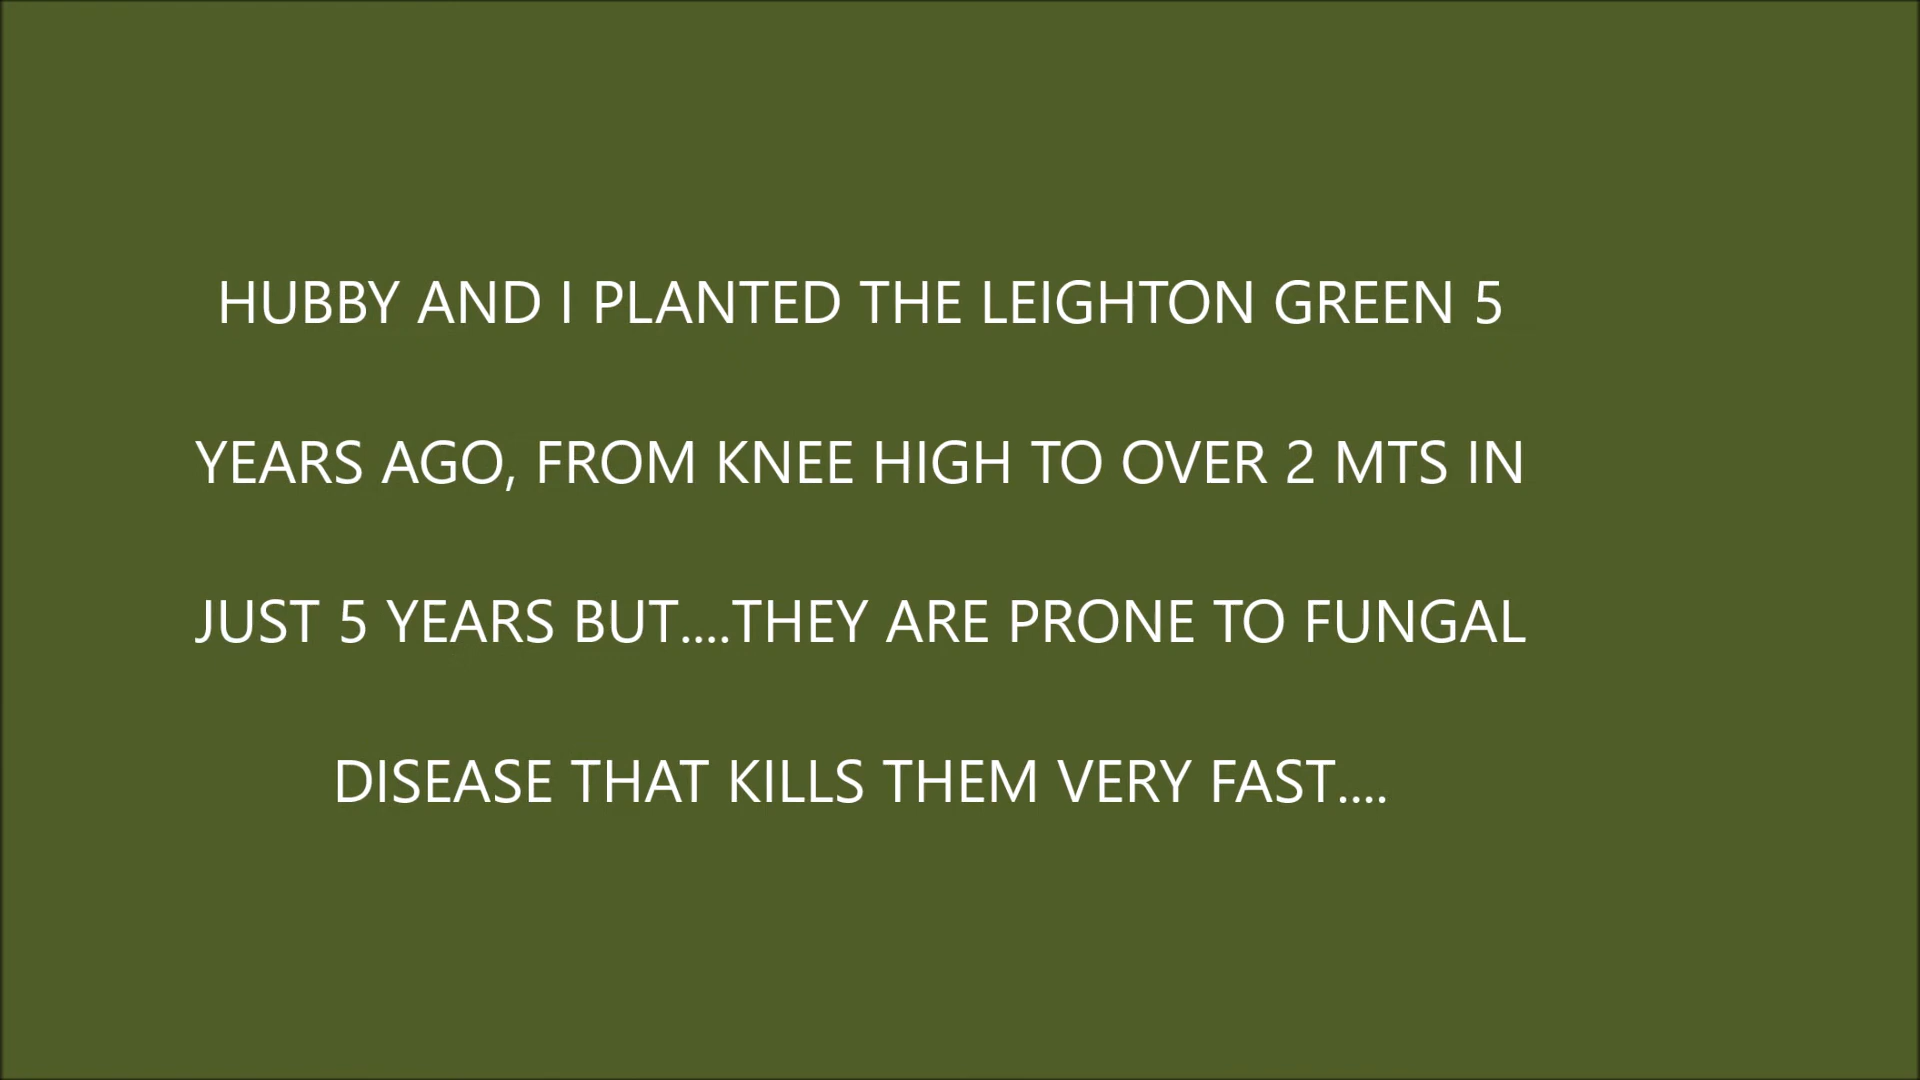 HUBBY AND I PLANTED THE LEIGHTON GREEN 5
YEARS AGO, FROM KNEE HIGH TO OVER 2 MTS IN
JUST 5 YEARS BUT....THEY ARE PRONE TO FUNGAL
DISEASE THAT KILLS THEM VERY FAST....